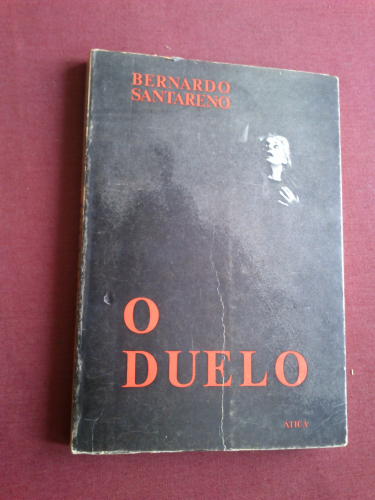 BERNARDO
SANTARENO
O
DUELO
ÁTICA